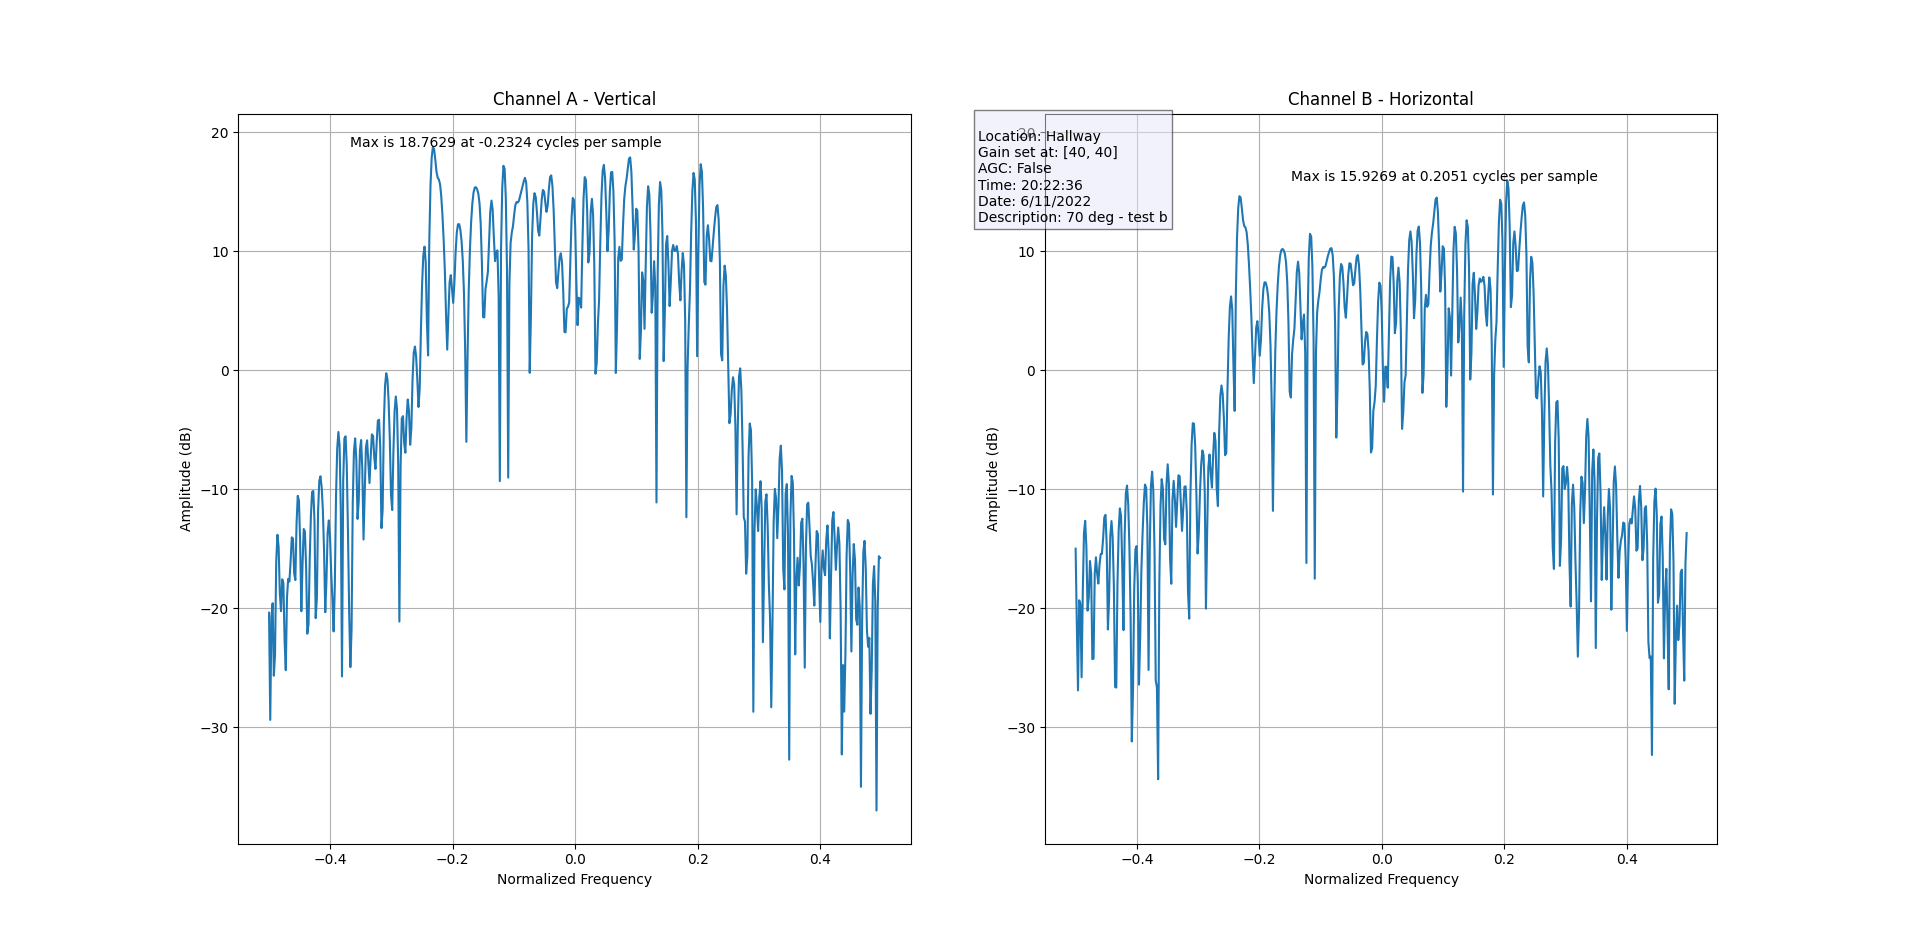 Channel A - Vertical
Max is 18.7629 at -0.2324 cycles per sample
20
10
0
−10
−20
−30
Amplitude (dB)
−0.4 −0.2 0.0 0.2 0.4
Normalized Frequency
Channel B - Horizontal
Location: Hallway
Gain set at: [40, 40]
AGC: False
Time: 20:22:36
Date: 6/11/2022
Description: 70 deg - test b
Max is 15.9269 at 0.2051 cycles per sample
20
10
0
−10
−20
−30
Amplitude (dB)
−0.4 −0.2 0.0 0.2 0.4
Normalized Frequency